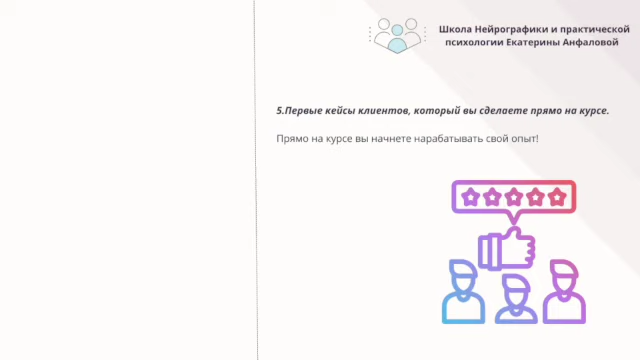 Школа Нейрографики и практической
психологии Екатерины Анфаловой
5.Первые кейсы клиентов, который вы сделаете прямо на курсе.
Прямо на курсе вы начнете нарабатывать свой опыт!